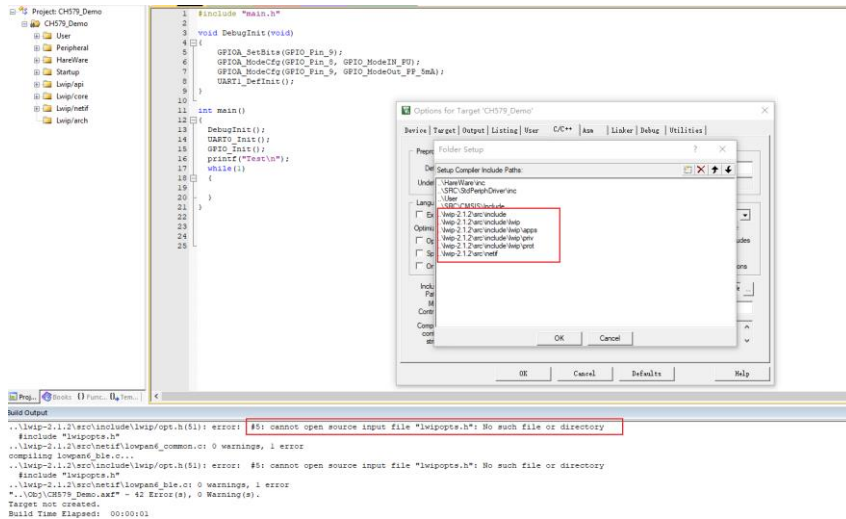 Project: CH579_Demo
CH579_Demo
User
Peripheral
HareWare
Startup
Lwip/api
Lwip/core
Lwip/netif
Lwip/arch
1 #include "main.h"
2
3 void DebugInit(void)
4 {
5 GPIOA_SetBits(GPIO_Pin_9);
6 GPIOA_ModeCfg(GPIO_Pin_8, GPIO_ModeIN_PU);
7 GPIOA_ModeCfg(GPIO_Pin_9, GPIO_ModeOut_PP_5mA);
8 UART1_DefInit();
9 }
10
11 int main()
12 {
13 DebugInit();
14 UART0_Init();
15 GPIO_Init();
16 printf("Test\n");
17 while(1)
18 {
19
20 }
21 }
22
23
24
25
Options for Target 'CH579_Demo'
Device | Target | Output | Listing | User C/C++ Asm | Linker | Debug | Utilities
Folder Setup
? ×
Setup Compiler Include Paths:
..\HareWare\inc
..\SRC\StdPeriphDriver\inc
..\User
..\SRC\CMSIS\Include
..\lwip-2.1.2\src\include
..\lwip-2.1.2\src\include\lwip
..\lwip-2.1.2\src\include\lwip\apps
..\lwip-2.1.2\src\include\lwip\priv
..\lwip-2.1.2\src\include\lwip\prot
..\lwip-2.1.2\src\netif
OK Cancel
OK Cancel Defaults Help
Proj... Books {} Func... 0 Tem...
Build Output
..\lwip-2.1.2\src\include\lwip/opt.h(51): error: #5: cannot open source input file "lwipopts.h": No such file or directory
#include "lwipopts.h"
..\lwip-2.1.2\src\netif\lowpan6_common.c: 0 warnings, 1 error
compiling lowpan6_ble.c...
..\lwip-2.1.2\src\include\lwip/opt.h(51): error: #5: cannot open source input file "lwipopts.h": No such file or directory
#include "lwipopts.h"
..\lwip-2.1.2\src\netif\lowpan6_ble.c: 0 warnings, 1 error
"..\Obj\CH579_Demo.axf" - 42 Error(s), 0 Warning(s).
Target not created.
Build Time Elapsed: 00:00:01